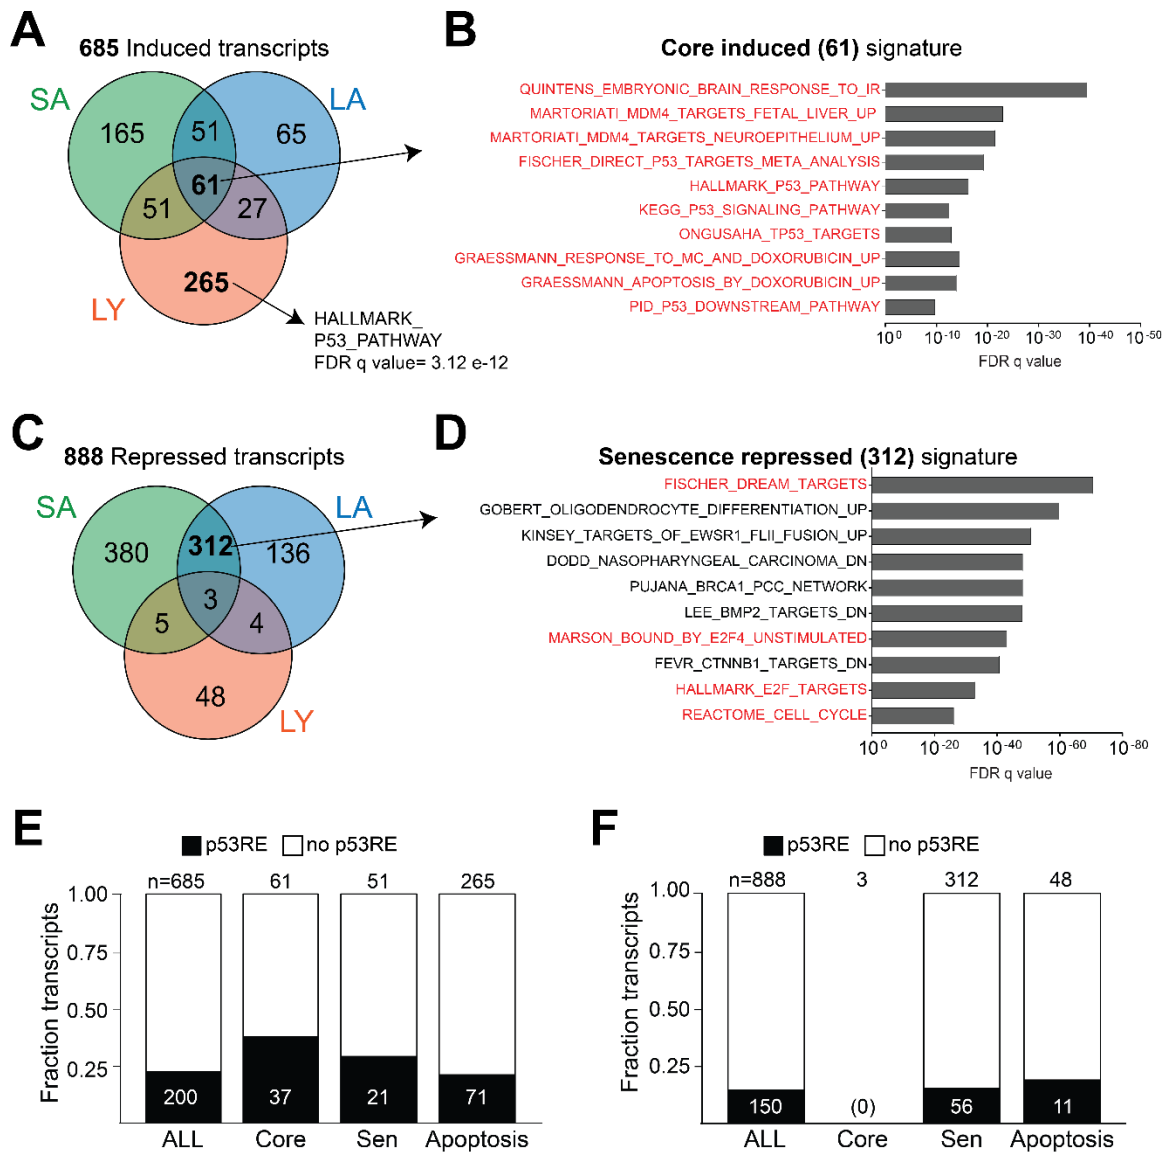 A
685 Induced transcripts
SA
LA
165
51
65
61
51
27
265
LY
HALLMARK_
P53_PATHWAY
FDR q value= 3.12 e-12
B
Core induced (61) signature
QUINTENS_EMBRYONIC_BRAIN_RESPONSE_TO_IR
MARTORIATI_MDM4_TARGETS_FETAL_LIVER_UP
MARTORIATI_MDM4_TARGETS_NEUROEPITHELIUM_UP
FISCHER_DIRECT_P53_TARGETS_META_ANALYSIS
HALLMARK_P53_PATHWAY
KEGG_P53_SIGNALING_PATHWAY
ONGUSAHA_TP53_TARGETS
GRAESSMANN_RESPONSE_TO_MC_AND_DOXORUBICIN_UP
GRAESSMANN_APOPTOSIS_BY_DOXORUBICIN_UP
PID_P53_DOWNSTREAM_PATHWAY
10^0 10^-10 10^-20 10^-30 10^-40 10^-50
FDR q value
C
888 Repressed transcripts
SA
LA
380
312
136
3
5
4
48
LY
D
Senescence repressed (312) signature
FISCHER_DREAM_TARGETS
GOBERT_OLIGODENDROCYTE_DIFFERENTIATION_UP
KINSEY_TARGETS_OF_EWSR1_FLII_FUSION_UP
DODD_NASOPHARYNGEAL_CARCINOMA_DN
PUJANA_BRCA1_PCC_NETWORK
LEE_BMP2_TARGETS_DN
MARSON_BOUND_BY_E2F4_UNSTIMULATED
FEVR_CTNNB1_TARGETS_DN
HALLMARK_E2F_TARGETS
REACTOME_CELL_CYCLE
10^0 10^-20 10^-40 10^-60 10^-80
FDR q value
E
p53RE no p53RE
n=685 61 51 265
Fraction transcripts
1.00
0.75
0.50
0.25
200 37 21 71
ALL Core Sen Apoptosis
F
p53RE no p53RE
n=888 3 312 48
Fraction transcripts
1.00
0.75
0.50
0.25
150 (0) 56 11
ALL Core Sen Apoptosis